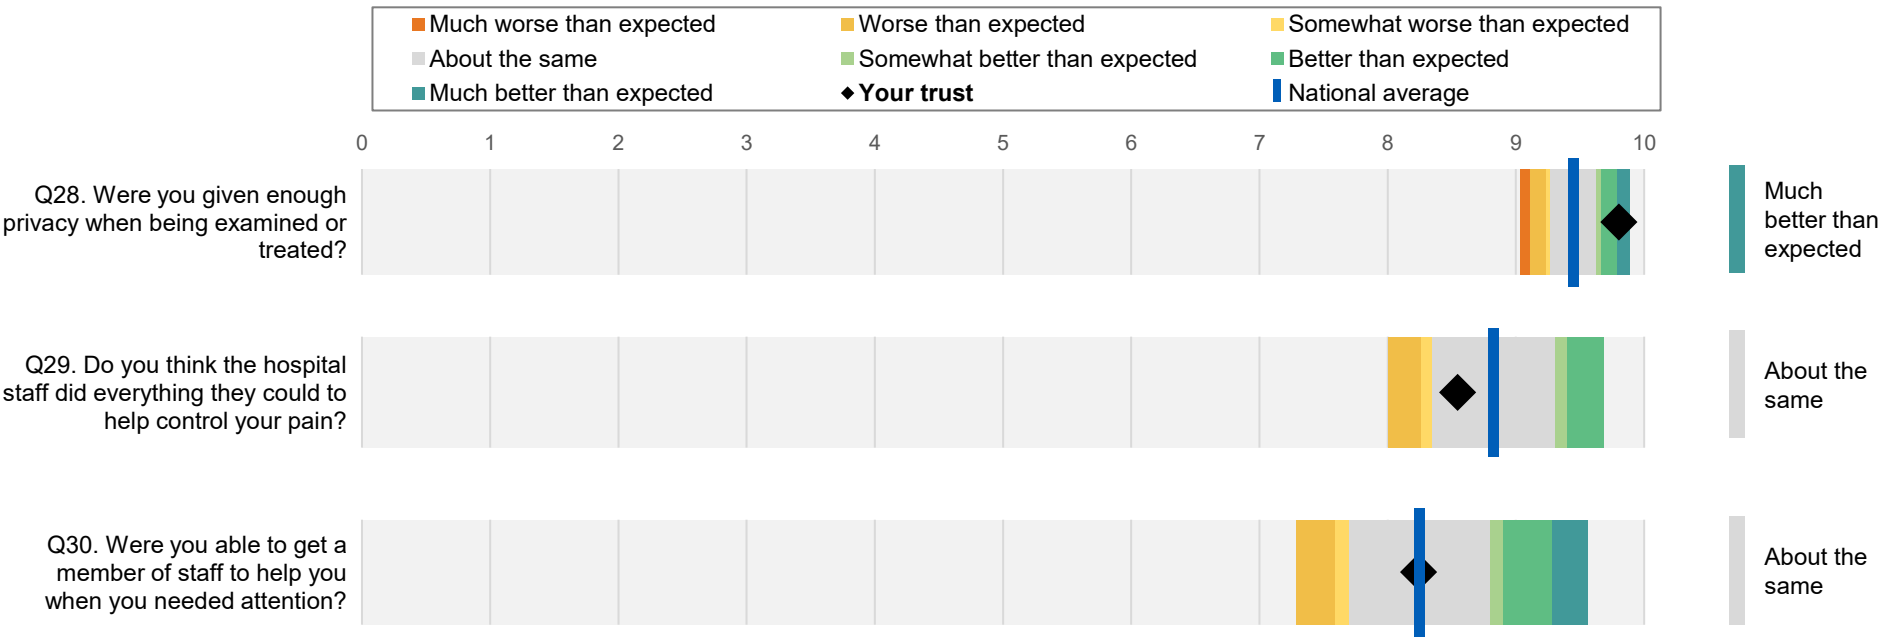 Much worse than expected
Worse than expected
Somewhat worse than expected
About the same
Somewhat better than expected
Better than expected
Much better than expected
Your trust
National average
0 1 2 3 4 5 6 7 8 9 10
Q28. Were you given enough
privacy when being examined or
treated?
Much
better than
expected
Q29. Do you think the hospital
staff did everything they could to
help control your pain?
About the
same
Q30. Were you able to get a
member of staff to help you
when you needed attention?
About the
same